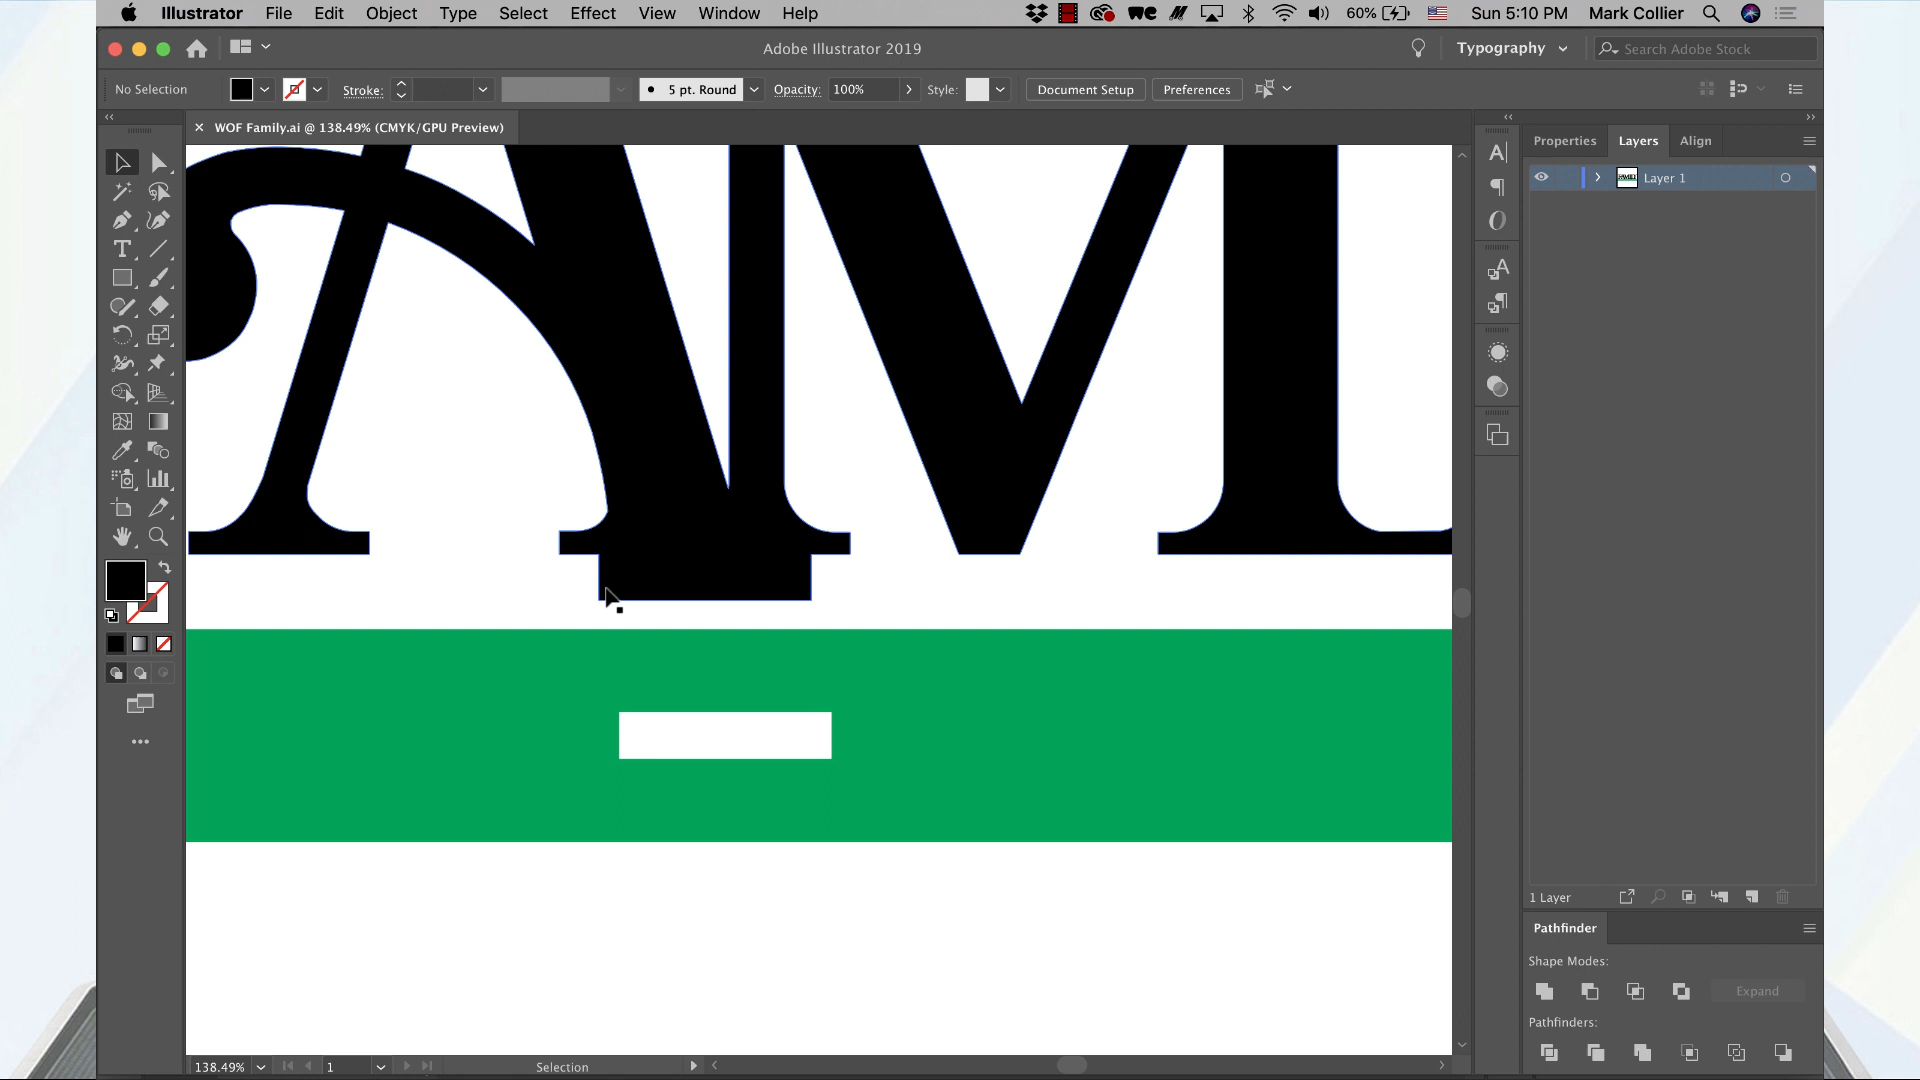 Illustrator File Edit Object Type Select Effect View Window Help 60% Sun 5:10 PM Mark Collier
Adobe Illustrator 2019 Typography Search Adobe Stock
No Selection Stroke: 5 pt. Round Opacity: 100% Style: Document Setup Preferences
WOF Family.ai @ 138.49% (CMYK/GPU Preview)
Properties Layers Align
Layer 1
AMI
1 Layer
Pathfinder
Shape Modes:
Expand
Pathfinders:
138.49% 1 Selection